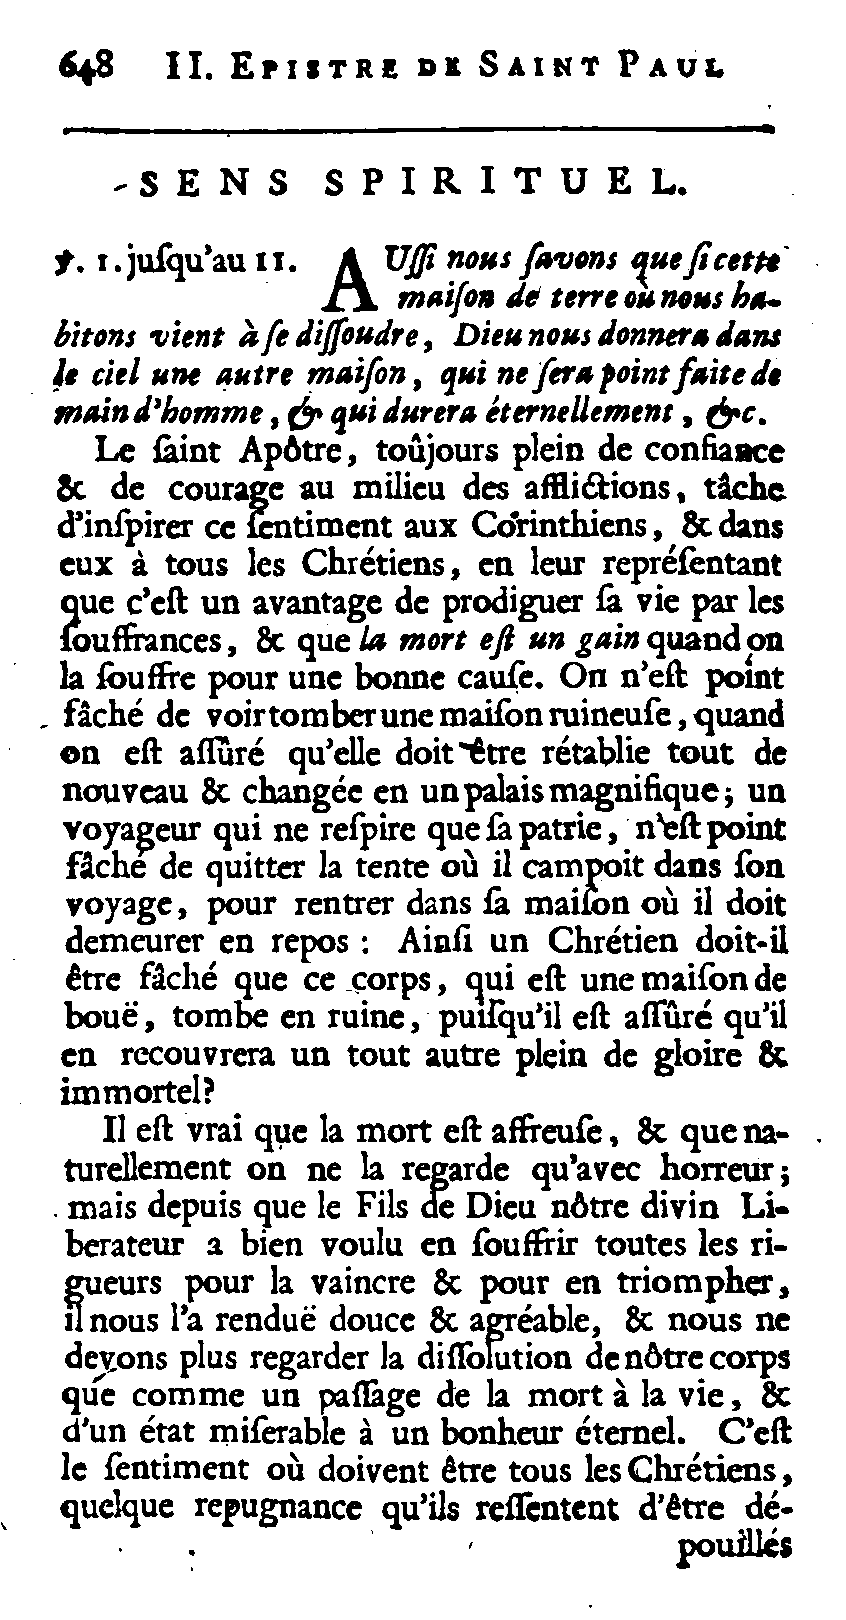 648 II. EPISTRE DE SAINT PAUL
SENS SPIRITUEL.
℣. 1. juſqu'au 11. AUſſi nous ſavons que ſi cette
maiſon de terre où nous ha-
bitons vient à ſe diſſoudre, Dieu nous donnera dans
le ciel une autre maiſon, qui ne ſera point faite de
main d'homme, & qui durera éternellement, &c.
Le ſaint Apôtre, toûjours plein de confiance
& de courage au milieu des afflictions, tâche
d'inſpirer ce ſentiment aux Corinthiens, & dans
eux à tous les Chrétiens, en leur repréſentant
que c'eſt un avantage de prodiguer ſa vie par les
ſouffrances, & que la mort eſt un gain quand on
la ſouffre pour une bonne cauſe. On n'eſt point
fâché de voir tomber une maiſon ruineuſe, quand
on eſt aſſûré qu'elle doit être rétablie tout de
nouveau & changée en un palais magnifique; un
voyageur qui ne reſpire que ſa patrie, n'eſt point
fâché de quitter la tente où il campoit dans ſon
voyage, pour rentrer dans ſa maiſon où il doit
demeurer en repos : Ainſi un Chrétien doit-il
être fâché que ce corps, qui eſt une maiſon de
bouë, tombe en ruine, puiſqu'il eſt aſſûré qu'il
en recouvrera un tout autre plein de gloire &
immortel?
Il eſt vrai que la mort eſt affreuſe, & que na-
turellement on ne la regarde qu'avec horreur;
mais depuis que le Fils de Dieu nôtre divin Li-
berateur a bien voulu en ſouffrir toutes les ri-
gueurs pour la vaincre & pour en triompher,
il nous l'a renduë douce & agréable, & nous ne
devons plus regarder la diſſolution de nôtre corps
que comme un paſſage de la mort à la vie, &
d'un état miſerable à un bonheur éternel. C'eſt
le ſentiment où doivent être tous les Chrétiens,
quelque repugnance qu'ils reſſentent d'être dé-
pouillés